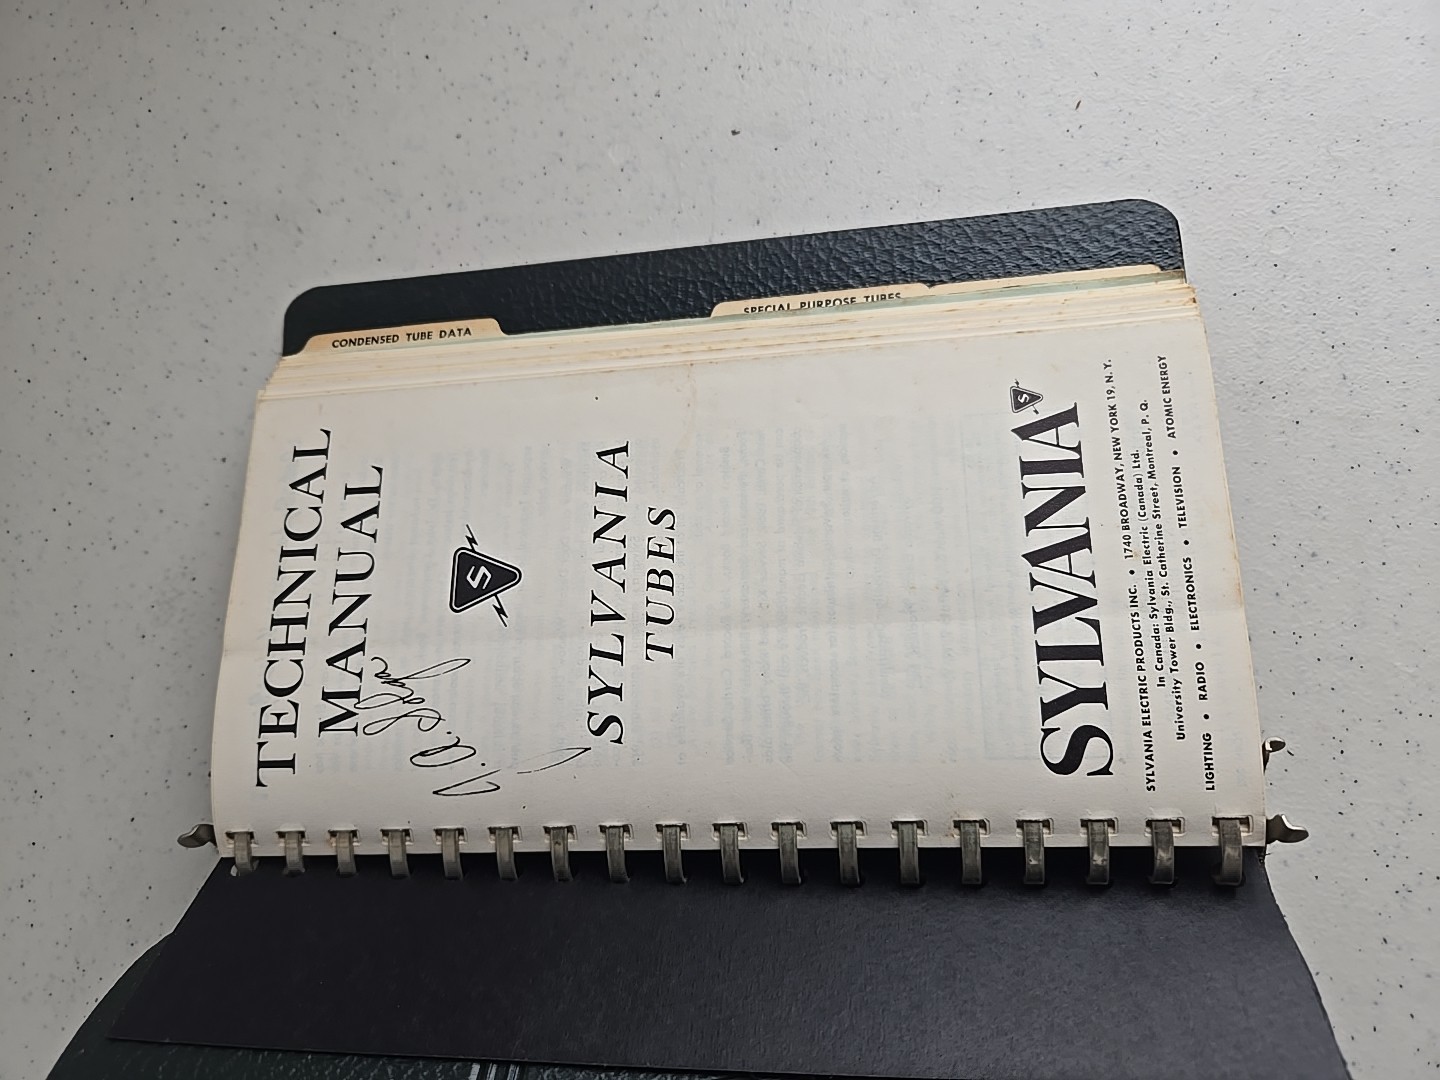 CONDENSED TUBE DATA
SPECIAL PURPOSE TUBES
TECHNICAL
MANUAL
S
SYLVANIA
TUBES
S
SYLVANIA
SYLVANIA ELECTRIC PRODUCTS INC. • 1740 BROADWAY, NEW YORK 19, N. Y.
In Canada: Sylvania Electric (Canada) Ltd.
University Tower Bldg., St. Catherine Street, Montreal, P. Q.
LIGHTING • RADIO • ELECTRONICS • TELEVISION • ATOMIC ENERGY